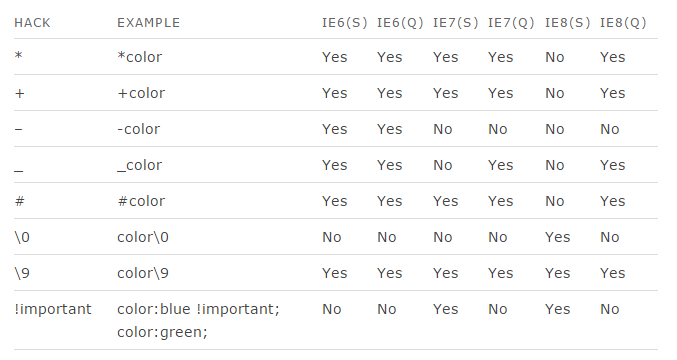 HACK EXAMPLE IE6(S) IE6(Q) IE7(S) IE7(Q) IE8(S) IE8(Q)
* *color Yes Yes Yes Yes No Yes
+ +color Yes Yes Yes Yes No Yes
– -color Yes Yes No No No No
_ _color Yes Yes No Yes No Yes
# #color Yes Yes Yes Yes No Yes
\0 color\0 No No No No Yes No
\9 color\9 Yes Yes Yes Yes Yes Yes
!important color:blue !important; No No Yes No Yes No
color:green;